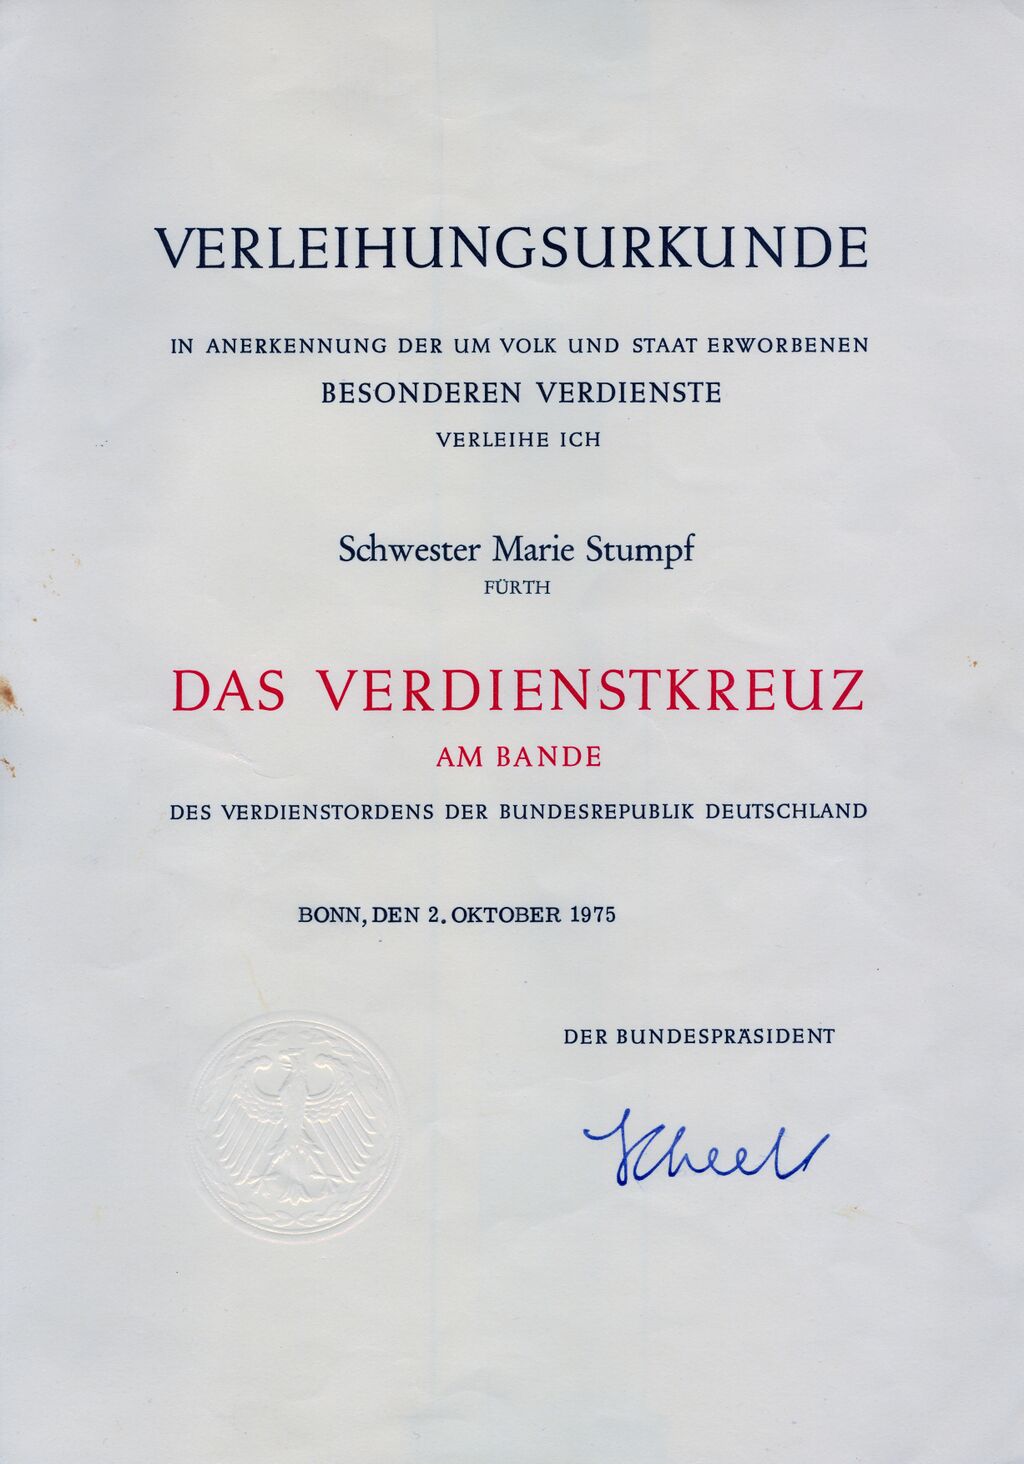 VERLEIHUNGSURKUNDE
IN ANERKENNUNG DER UM VOLK UND STAAT ERWORBENEN
BESONDEREN VERDIENSTE
VERLEIHE ICH
Schwester Marie Stumpf
FÜRTH
DAS VERDIENSTKREUZ
AM BANDE
DES VERDIENSTORDENS DER BUNDESREPUBLIK DEUTSCHLAND
BONN, DEN 2. OKTOBER 1975
DER BUNDESPRÄSIDENT
Scheel